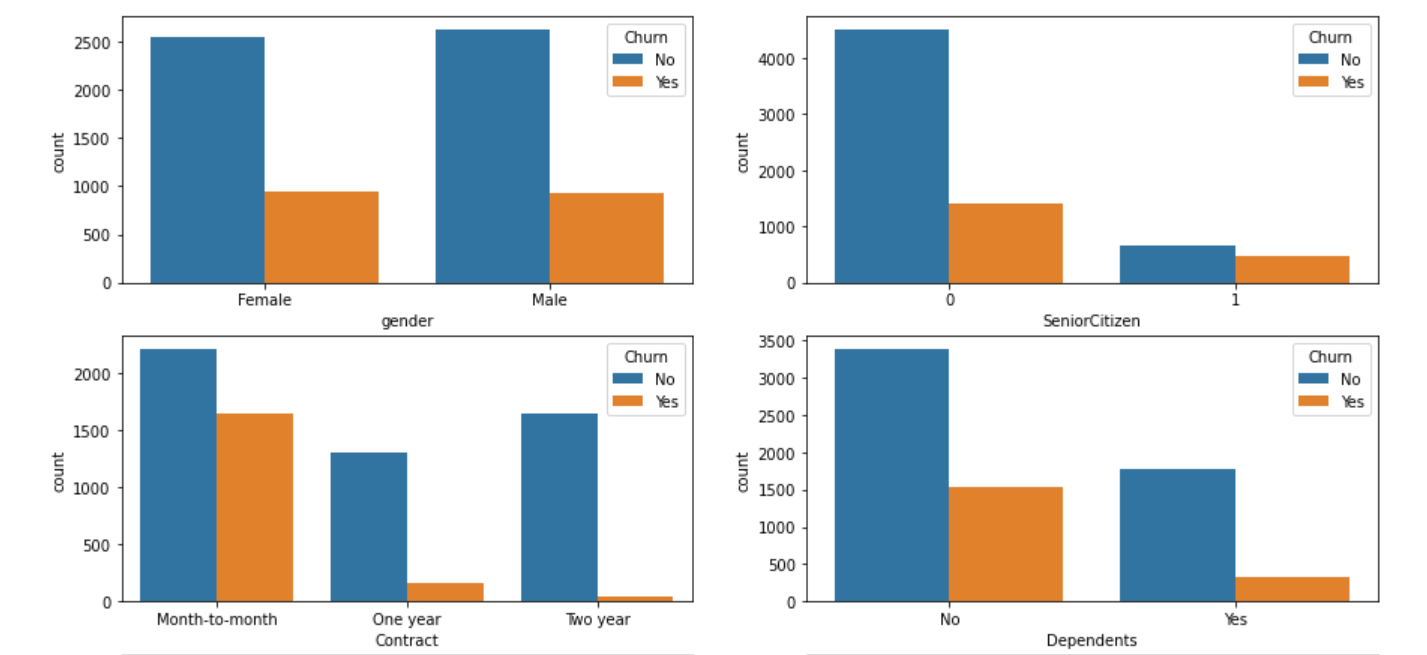 Churn
No
Yes
2500
2000
1500
1000
500
0
count
Female Male
gender
Churn
No
Yes
4000
3000
2000
1000
0
count
0 1
SeniorCitizen
Churn
No
Yes
2000
1500
1000
500
0
count
Month-to-month One year Two year
Contract
Churn
No
Yes
3500
3000
2500
2000
1500
1000
500
0
count
No Yes
Dependents